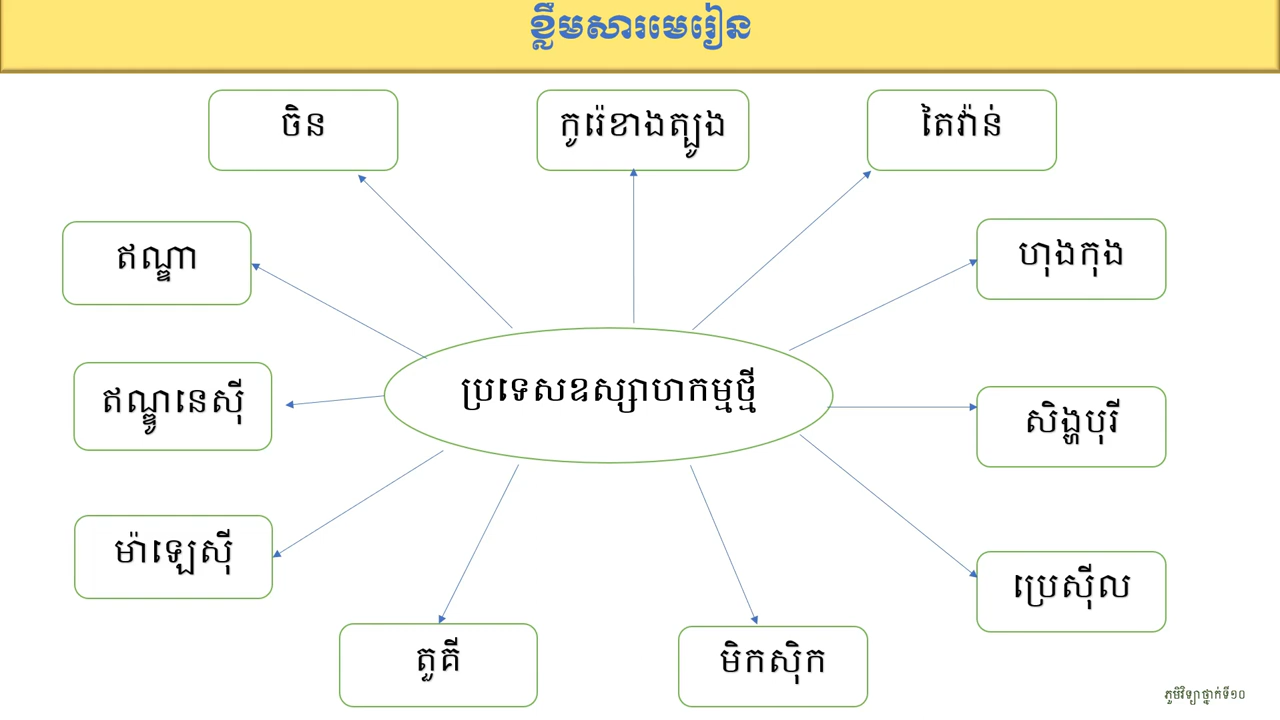 ខ្លឹមសារមេរៀន
ចិន
កូរ៉េខាងត្បូង
តៃវ៉ាន់
ឥណ្ឌា
ហុងកុង
ប្រទេសឧស្សាហកម្មថ្មី
ឥណ្ឌូនេស៊ី
សិង្ហបុរី
ម៉ាឡេស៊ី
ប្រេស៊ីល
តួគី
មិកស៊ិក
ភូមិវិទ្យាថ្នាក់ទី១០